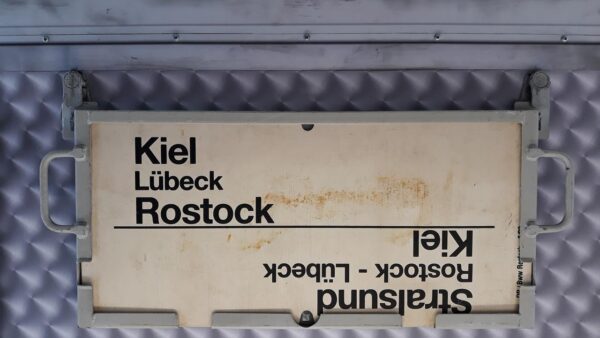 Kiel
Lübeck
Rostock
Stralsund
Rostock - Lübeck
Kiel